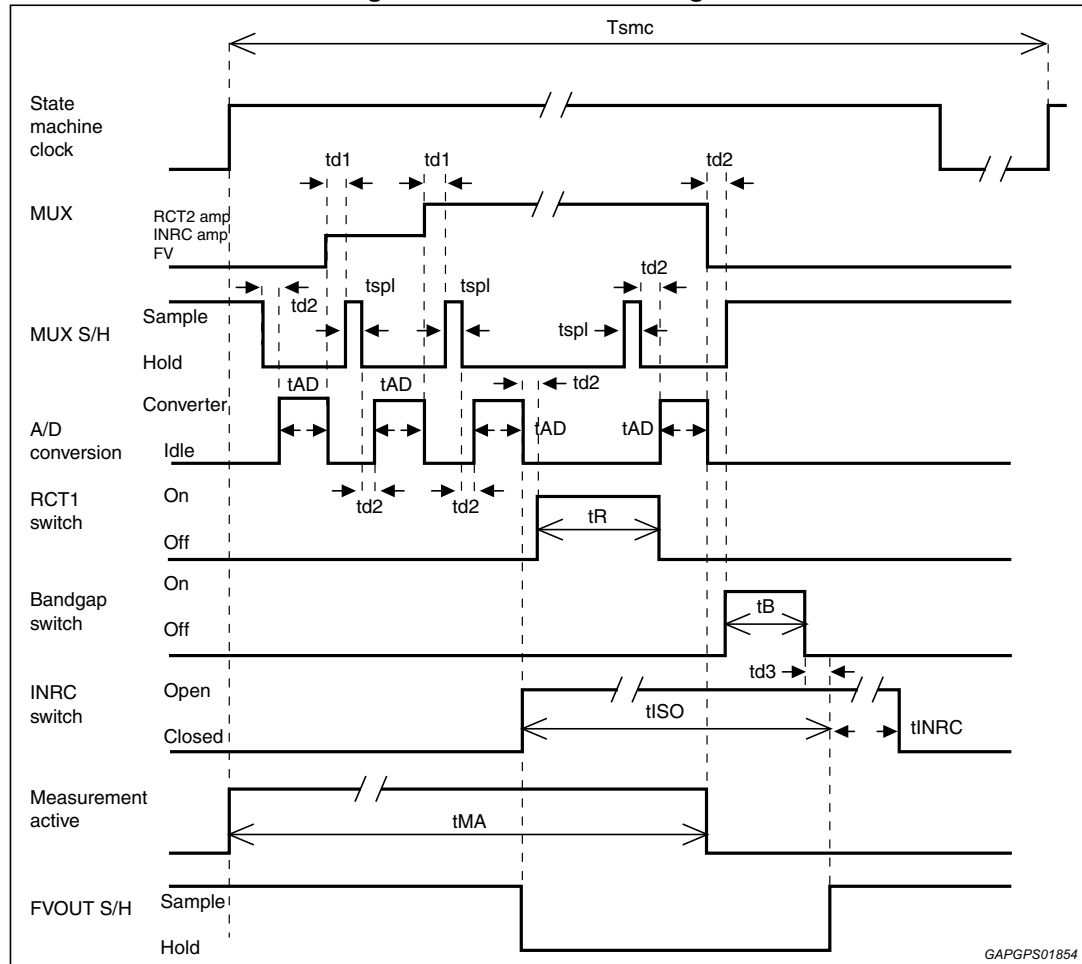 Tsmc
State
machine
clock
td1
td1
td2
MUX
RCT2 amp
INRC amp
FV
td2
tspl
tspl
td2
MUX S/H
Sample
tspl
Hold
tAD
tAD
td2
Converter
A/D
conversion
tAD
tAD
Idle
td2
td2
RCT1
switch
On
tR
Off
Bandgap
switch
On
tB
Off
td3
INRC
switch
Open
tISO
Closed
tINRC
Measurement
active
tMA
FVOUT S/H
Sample
Hold
GAPGPS01854